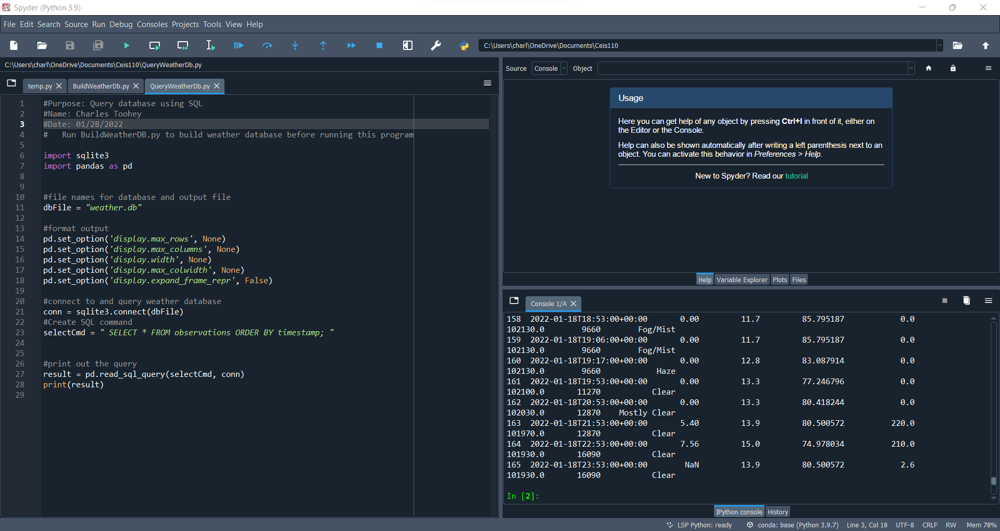 Spyder (Python 3.9)
File Edit Search Source Run Debug Consoles Projects Tools View Help
C:\Users\charl\OneDrive\Documents\Ceis110
C:\Users\charl\OneDrive\Documents\Ceis110\QueryWeatherDb.py
temp.py BuildWeatherDb.py QueryWeatherDb.py
1 #Purpose: Query database using SQL
2 #Name: Charles Toohey
3 #Date: 01/28/2022
4 #   Run BuildWeatherDB.py to build weather database before running this program
5
6 import sqlite3
7 import pandas as pd
8
9
10 #file names for database and output file
11 dbFile = "weather.db"
12
13 #format output
14 pd.set_option('display.max_rows', None)
15 pd.set_option('display.max_columns', None)
16 pd.set_option('display.width', None)
17 pd.set_option('display.max_colwidth', None)
18 pd.set_option('display.expand_frame_repr', False)
19
20 #connect to and query weather database
21 conn = sqlite3.connect(dbFile)
22 #Create SQL command
23 selectCmd = " SELECT * FROM observations ORDER BY timestamp; "
24
25
26 #print out the query
27 result = pd.read_sql_query(selectCmd, conn)
28 print(result)
29
Source Console Object
Usage
Here you can get help of any object by pressing Ctrl+I in front of it, either on
the Editor or the Console.
Help can also be shown automatically after writing a left parenthesis next to an
object. You can activate this behavior in Preferences > Help.
New to Spyder? Read our tutorial
Help Variable Explorer Plots Files
Console 1/A
158 2022-01-18T18:53:00+00:00 0.00 11.7 85.795187 0.0
102130.0 9660 Fog/Mist
159 2022-01-18T19:06:00+00:00 0.00 11.7 85.795187 0.0
102130.0 9660 Fog/Mist
160 2022-01-18T19:17:00+00:00 0.00 12.8 83.087914 0.0
102130.0 9660 Haze
161 2022-01-18T19:53:00+00:00 0.00 13.3 77.246796 0.0
102100.0 11270 Clear
162 2022-01-18T20:53:00+00:00 0.00 13.3 80.418244 0.0
102030.0 12870 Mostly Clear
163 2022-01-18T21:53:00+00:00 5.40 13.9 80.500572 220.0
101970.0 12870 Clear
164 2022-01-18T22:53:00+00:00 7.56 15.0 74.978034 210.0
101930.0 16090 Clear
165 2022-01-18T23:53:00+00:00 NaN 13.9 80.500572 2.6
101930.0 16090 Clear
In [2]:
IPython console History
LSP Python: ready conda: base (Python 3.9.7) Line 3, Col 18 UTF-8 CRLF RW Mem 78%